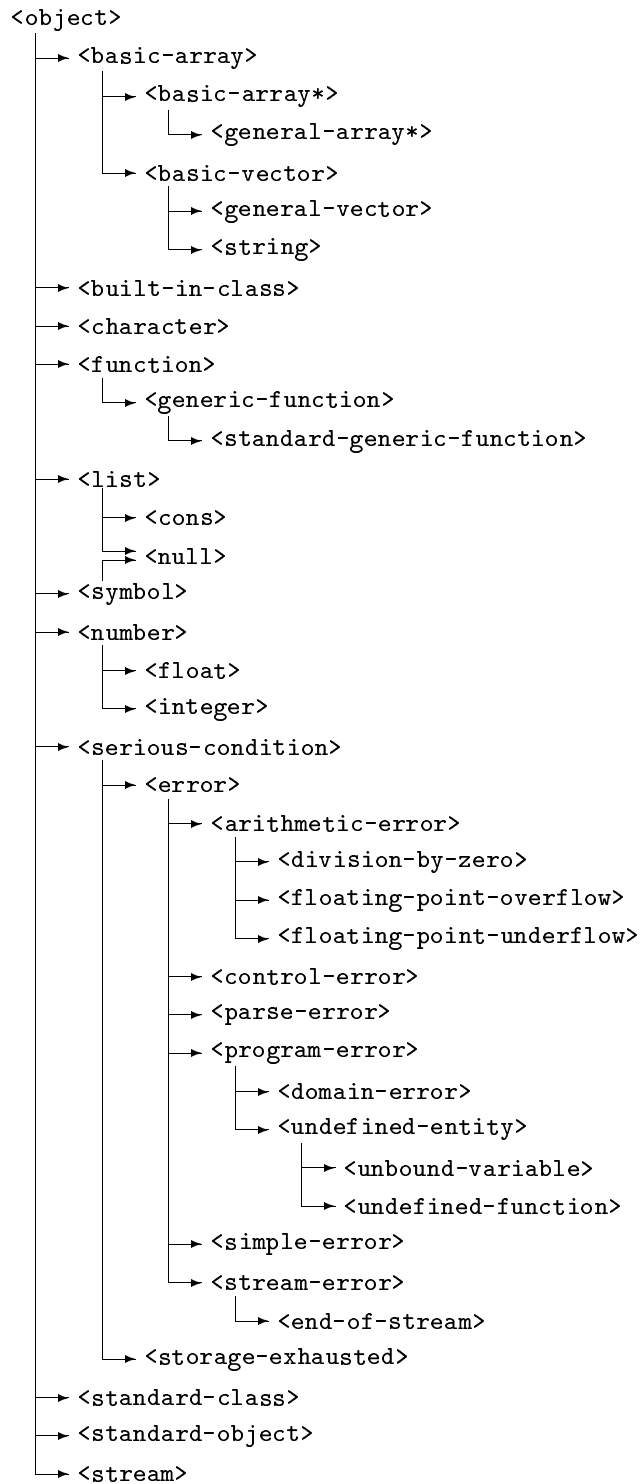 <object>
<basic-array>
<basic-array*>
<general-array*>
<basic-vector>
<general-vector>
<string>
<built-in-class>
<character>
<function>
<generic-function>
<standard-generic-function>
<list>
<cons>
<null>
<symbol>
<number>
<float>
<integer>
<serious-condition>
<error>
<arithmetic-error>
<division-by-zero>
<floating-point-overflow>
<floating-point-underflow>
<control-error>
<parse-error>
<program-error>
<domain-error>
<undefined-entity>
<unbound-variable>
<undefined-function>
<simple-error>
<stream-error>
<end-of-stream>
<storage-exhausted>
<standard-class>
<standard-object>
<stream>